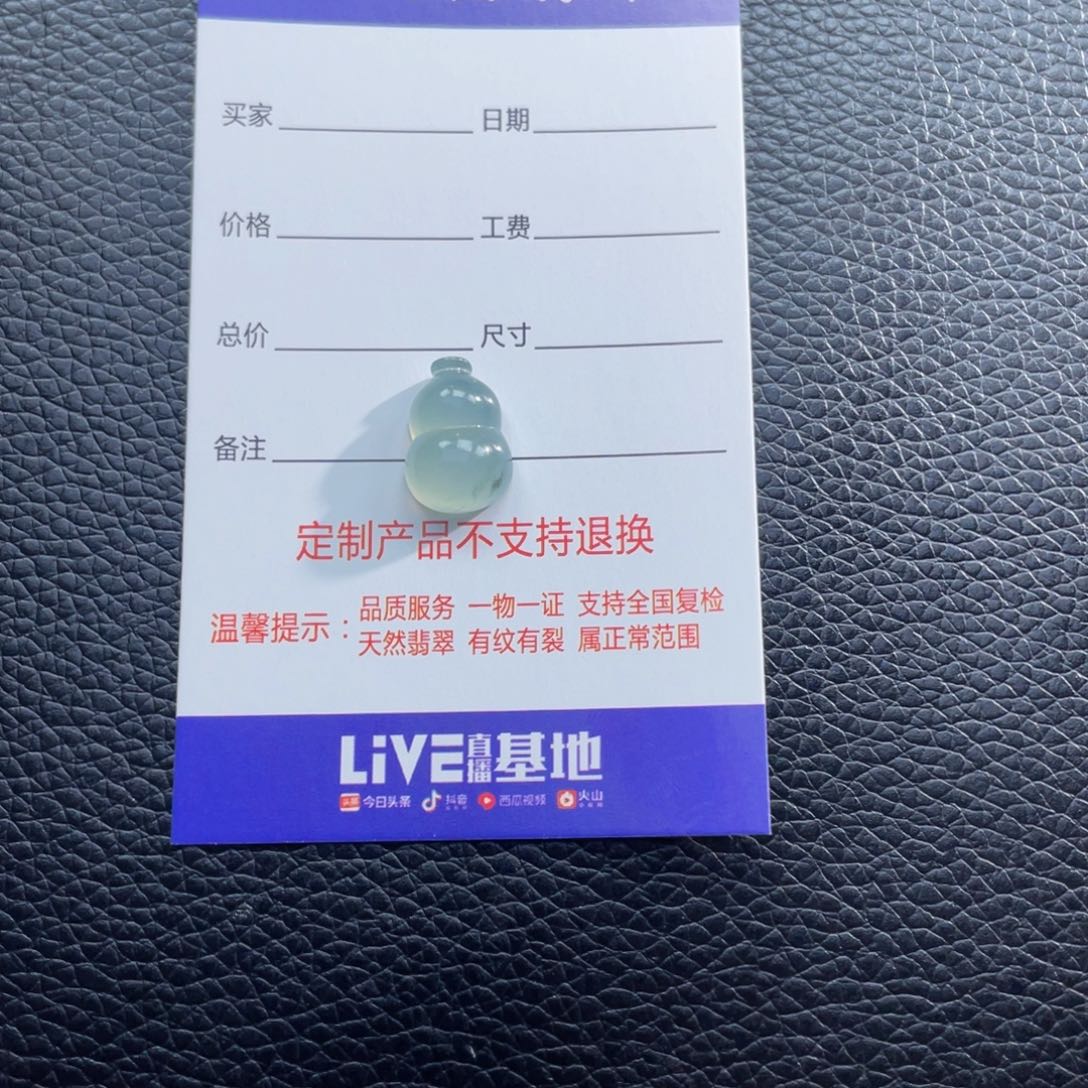 买家 日期
价格 工费
总价 尺寸
备注
定制产品不支持退换
温馨提示：品质服务 一物一证 支持全国复检
天然翡翠 有纹有裂 属正常范围
LiVE直播基地
头条 今日头条 抖音 西瓜视频 火山